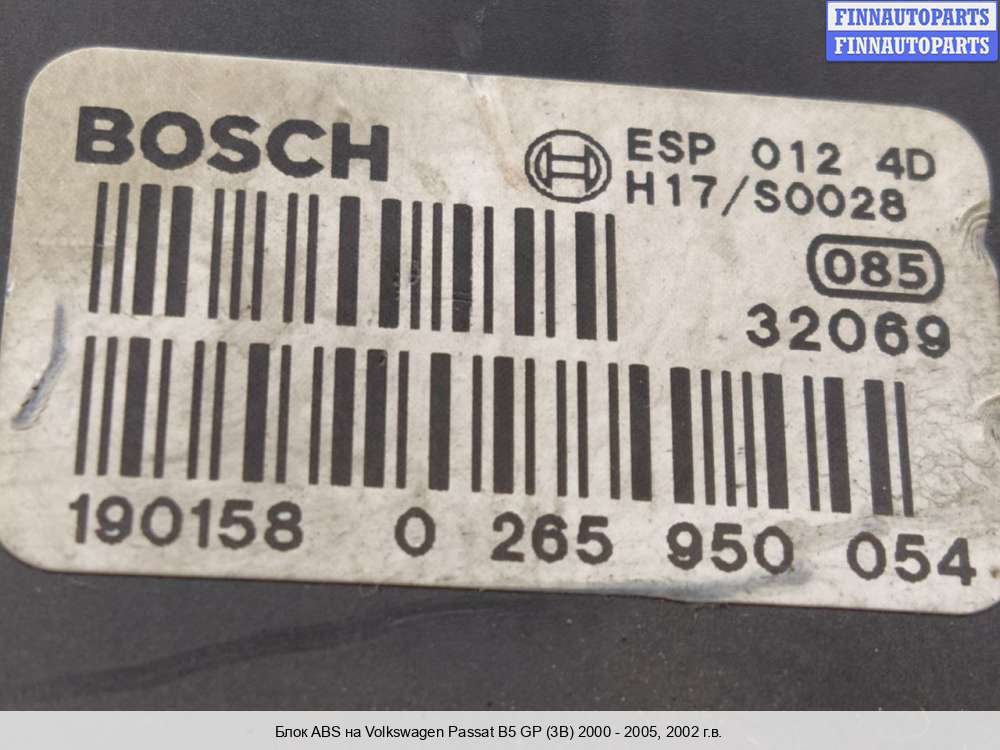 FINNAUTOPARTS
FINNAUTOPARTS
BOSCH
ESP 012 4D
H17/S0028
085
32069
190158 0 265 950 054
Блок ABS на Volkswagen Passat B5 GP (3B) 2000 - 2005, 2002 г.в.